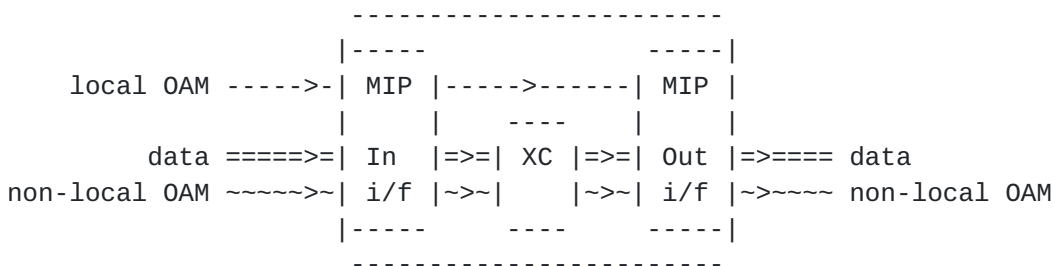 ------------------------
                      |-----              -----|
    local OAM ----->-| MIP |----->------| MIP |
                      |     |    ----    |     |
         data =====>=| In  |=>=| XC |=>=| Out |=>==== data
non-local OAM ~~~~~>~| i/f |~>~|    |~>~| i/f |~>~~~~ non-local OAM
                      |-----    ----     -----|
                       ------------------------